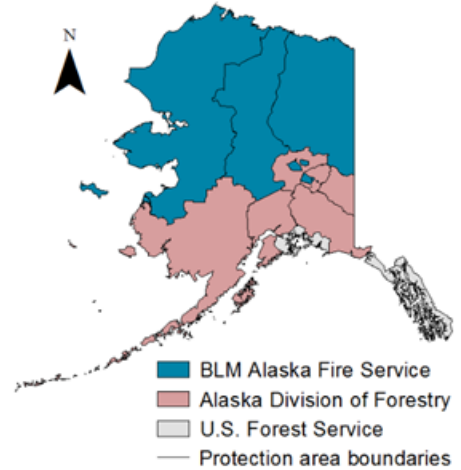 N
BLM Alaska Fire Service
Alaska Division of Forestry
U.S. Forest Service
Protection area boundaries